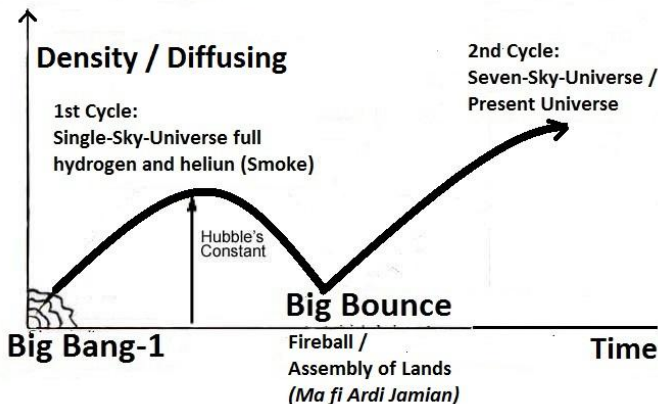 Density / Diffusing
2nd Cycle:
Seven-Sky-Universe /
Present Universe
1st Cycle:
Single-Sky-Universe full
hydrogen and heliun (Smoke)
Hubble's
Constant
Big Bounce
Big Bang-1
Fireball /
Assembly of Lands
(Ma fi Ardi Jamian)
Time